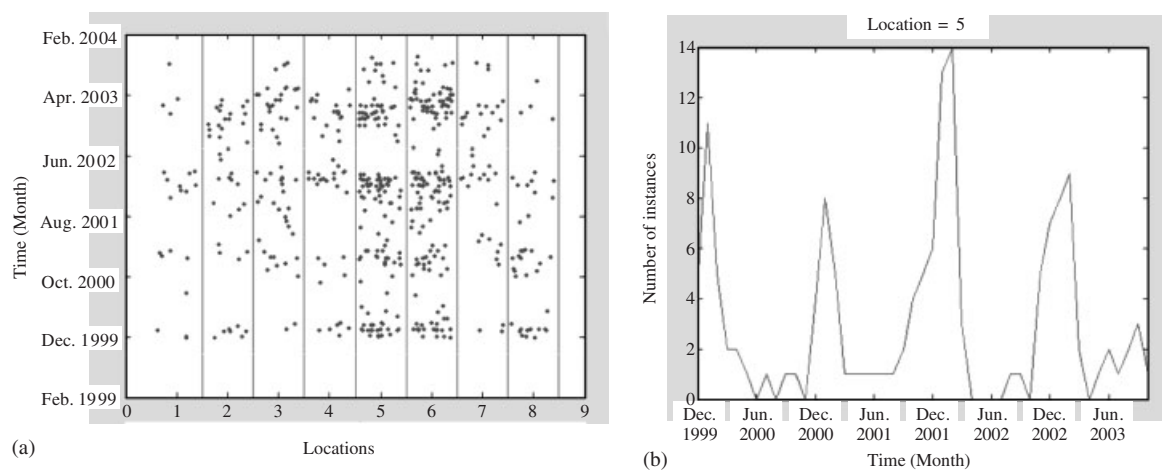 Feb. 2004
Apr. 2003
Jun. 2002
Aug. 2001
Oct. 2000
Dec. 1999
Feb. 1999
Time (Month)
0 1 2 3 4 5 6 7 8 9
Locations
(a)
Location = 5
14
12
10
8
6
4
2
0
Number of instances
Dec. Jun. Dec. Jun. Dec. Jun. Dec. Jun.
1999 2000 2000 2001 2001 2002 2002 2003
Time (Month)
(b)